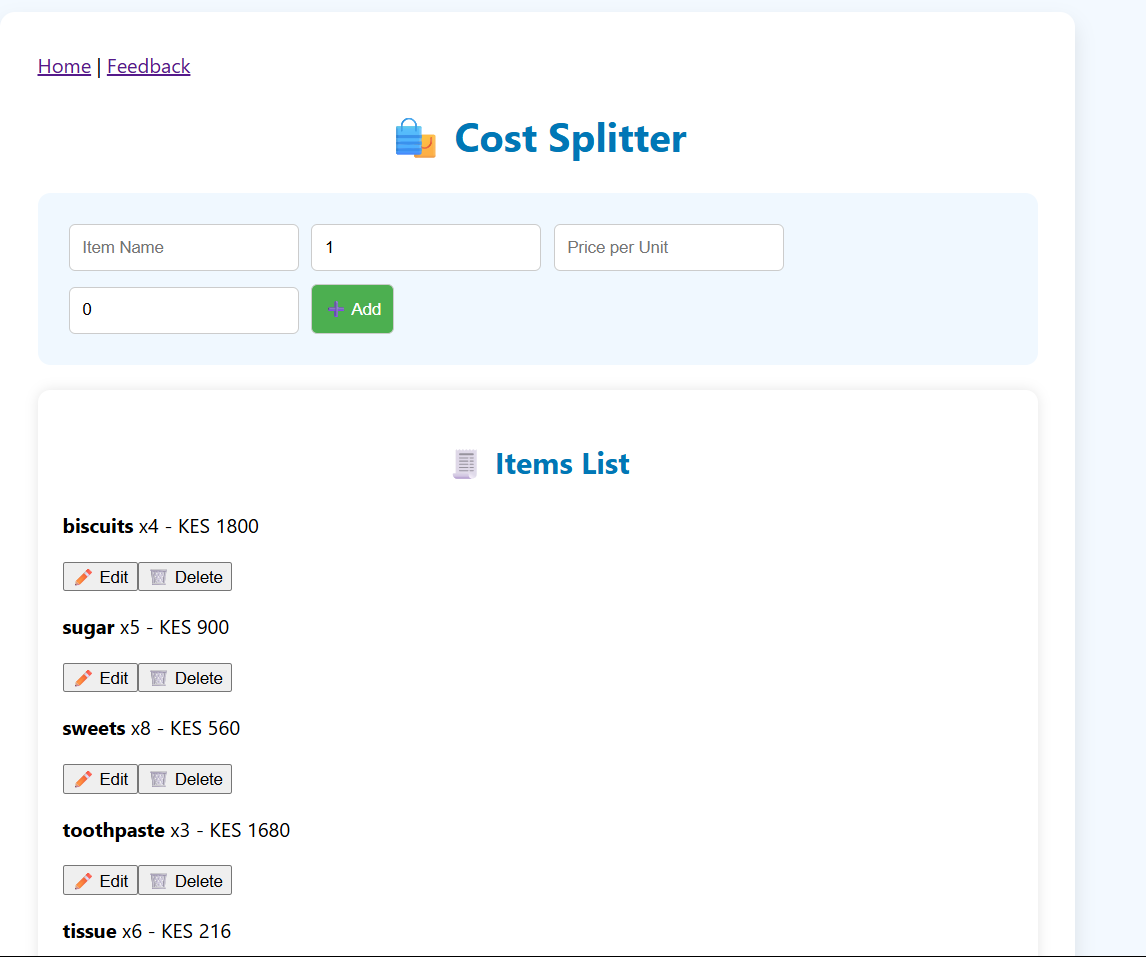 Home | Feedback
Cost Splitter
Item Name
1
Price per Unit
0
Add
Items List
biscuits x4 - KES 1800
Edit Delete
sugar x5 - KES 900
Edit Delete
sweets x8 - KES 560
Edit Delete
toothpaste x3 - KES 1680
Edit Delete
tissue x6 - KES 216